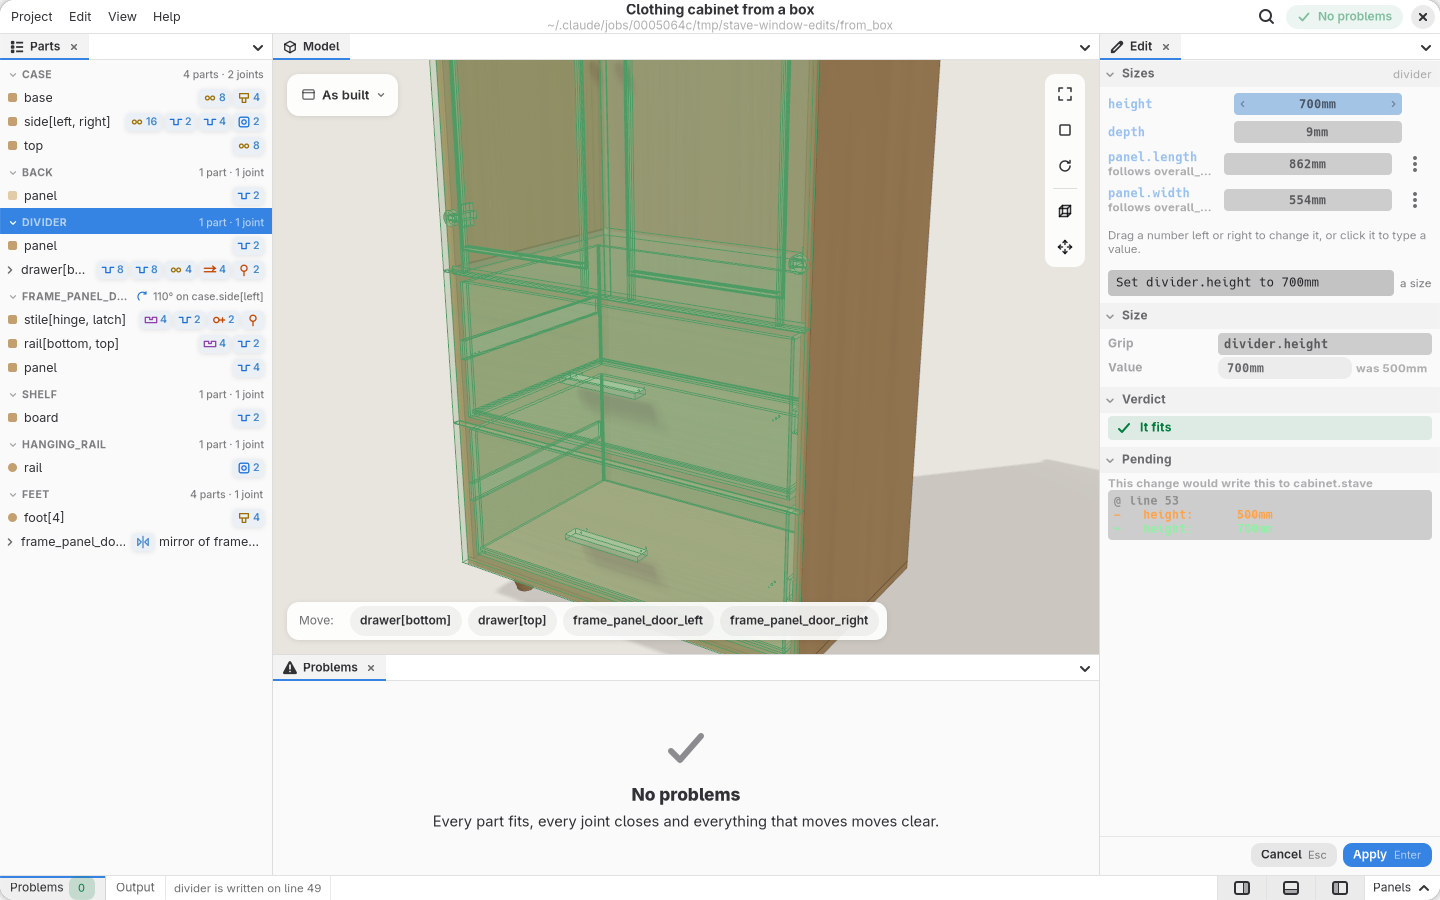 Project Edit View Help
Clothing cabinet from a box
~/.claude/jobs/0005064c/tmp/stave-window-edits/from_box
No problems
Parts
CASE 4 parts · 2 joints
base 8 4
side[left, right] 16 2 4 2
top 8
BACK 1 part · 1 joint
panel 2
DIVIDER 1 part · 1 joint
panel 2
drawer[b... 8 8 4 4 2
FRAME_PANEL_D... 110° on case.side[left]
stile[hinge, latch] 4 2 2
rail[bottom, top] 4 2
panel 4
SHELF 1 part · 1 joint
board 2
HANGING_RAIL 1 part · 1 joint
rail 2
FEET 4 parts · 1 joint
foot[4] 4
frame_panel_do... mirror of frame...
Model
As built
Move: drawer[bottom] drawer[top] frame_panel_door_left frame_panel_door_right
Problems
No problems
Every part fits, every joint closes and everything that moves moves clear.
Edit
Sizes divider
height 700mm
depth 9mm
panel.length 862mm
follows overall_...
panel.width 554mm
follows overall_...
Drag a number left or right to change it, or click it to type a
value.
Set divider.height to 700mm a size
Size
Grip divider.height
Value 700mm was 500mm
Verdict
It fits
Pending
This change would write this to cabinet.stave
@ line 53
- height: 500mm
+ height: 700mm
Cancel Esc Apply Enter
Problems 0 Output divider is written on line 49
Panels